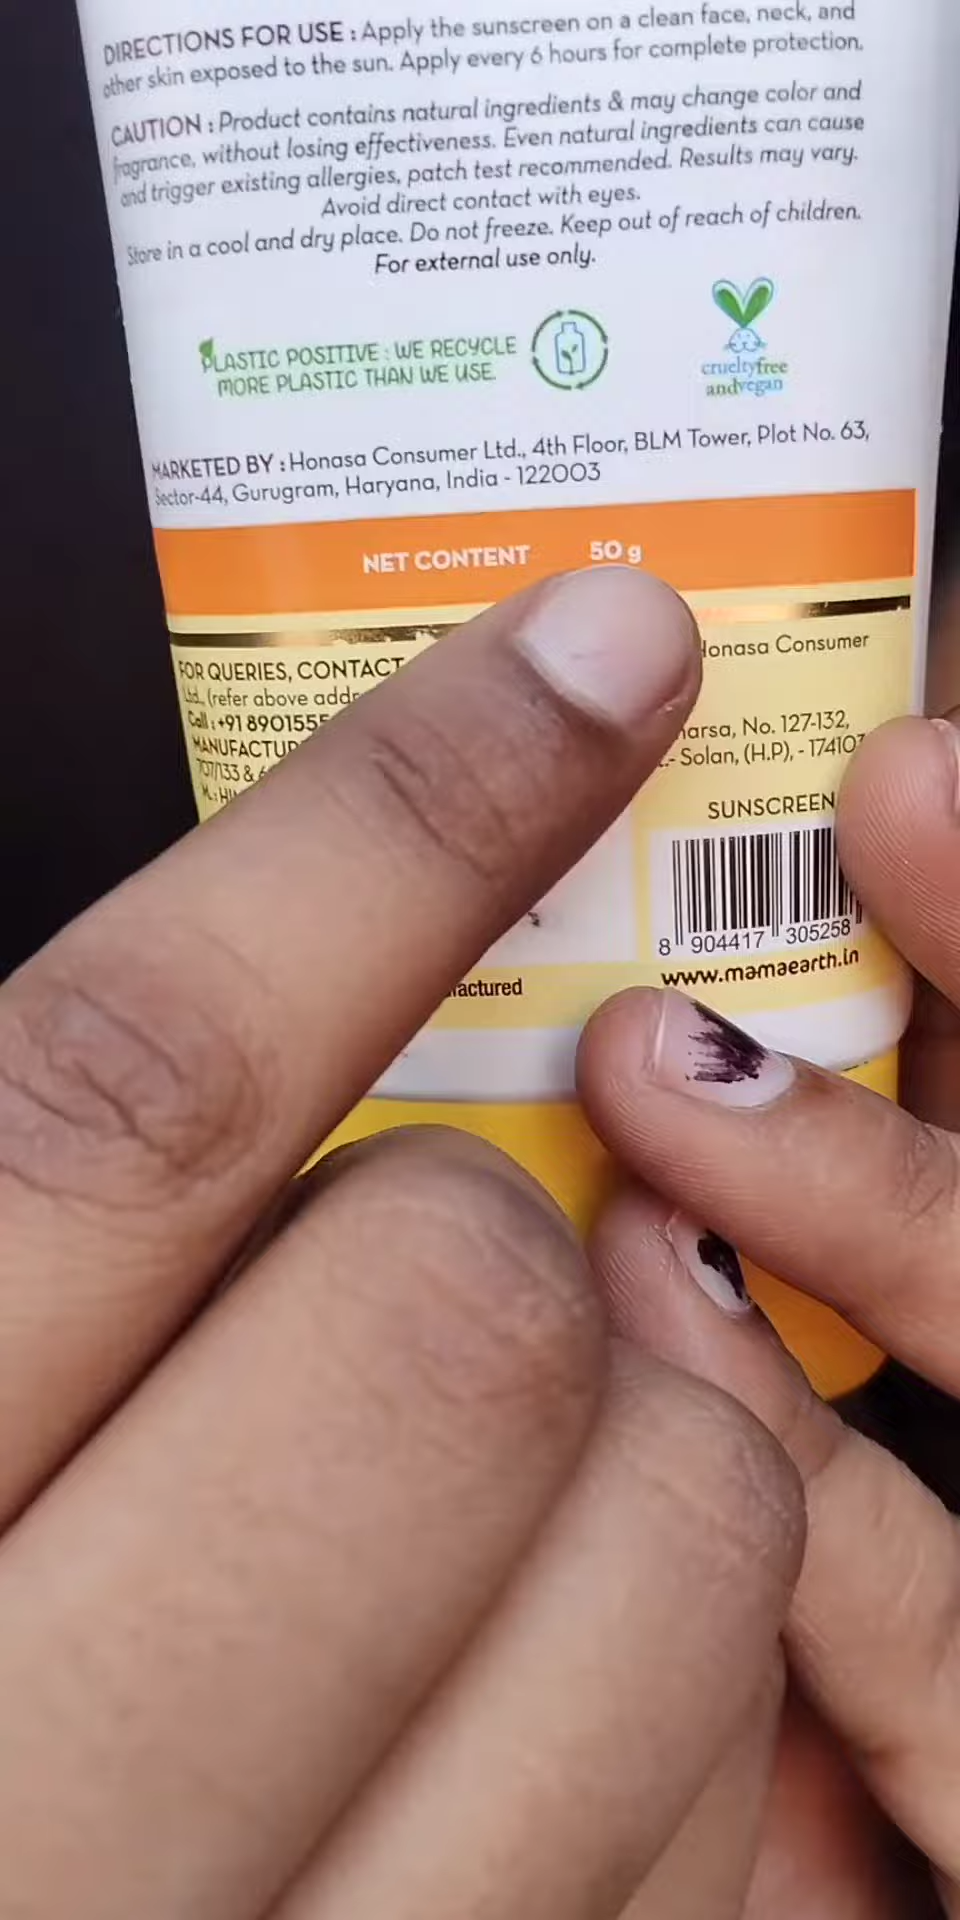 DIRECTIONS FOR USE : Apply the sunscreen on a clean face, neck, and
other skin exposed to the sun. Apply every 6 hours for complete protection.
CAUTION : Product contains natural ingredients & may change color and
fragrance, without losing effectiveness. Even natural ingredients can cause
and trigger existing allergies, patch test recommended. Results may vary.
Avoid direct contact with eyes.
Store in a cool and dry place. Do not freeze. Keep out of reach of children.
For external use only.
PLASTIC POSITIVE : WE RECYCLE
MORE PLASTIC THAN WE USE.
crueltyfree
andvegan
MARKETED BY : Honasa Consumer Ltd., 4th Floor, BLM Tower, Plot No. 63,
Sector-44, Gurugram, Haryana, India - 122003
NET CONTENT 50 g
FOR QUERIES, CONTACT Honasa Consumer
Ltd., (refer above
Call : +91 8901555
No. 127-132,
707/133 & Solan, (H.P), - 174103
SUNSCREEN
8 904417 305258
www.mamaearth.in